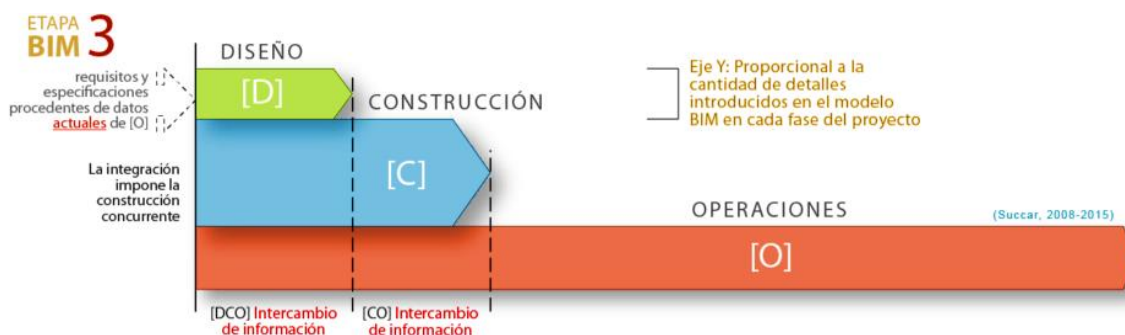 ETAPA
BIM 3
requisitos y
especificaciones
procedentes de datos
actuales de [O]
La integración
impone la
construcción
concurrente
DISEÑO
[D]
CONSTRUCCIÓN
[C]
Eje Y: Proporcional a la
cantidad de detalles
introducidos en el modelo
BIM en cada fase del proyecto
OPERACIONES
(Succar, 2008-2015)
[O]
[DCO] Intercambio
de información
[CO] Intercambio
de información